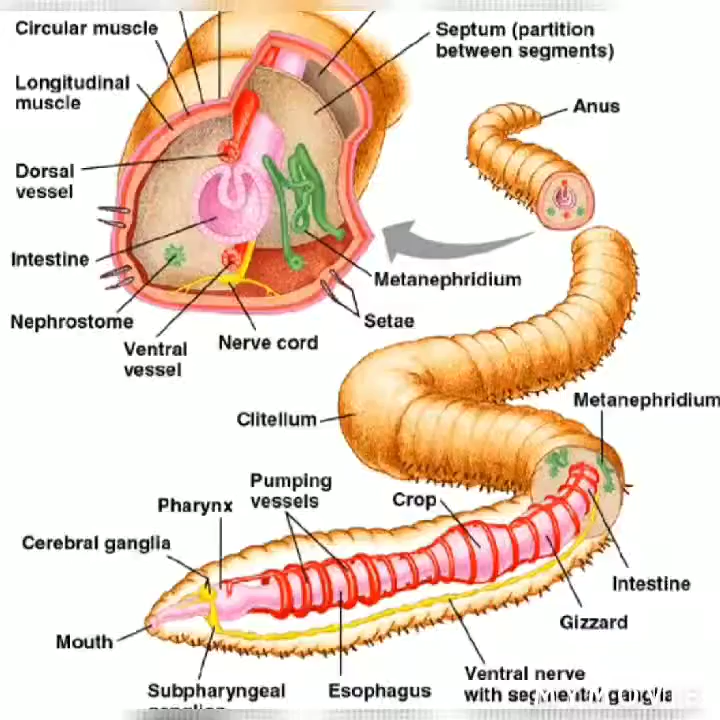 Circular muscle
Septum (partition
between segments)
Longitudinal
muscle
Anus
Dorsal
vessel
Intestine
Metanephridium
Nephrostome
Setae
Ventral
vessel
Nerve cord
Metanephridium
Clitellum
Pumping
vessels
Crop
Pharynx
Cerebral ganglia
Intestine
Gizzard
Mouth
Ventral nerve
with segmental ganglia
Subpharyngeal
Esophagus